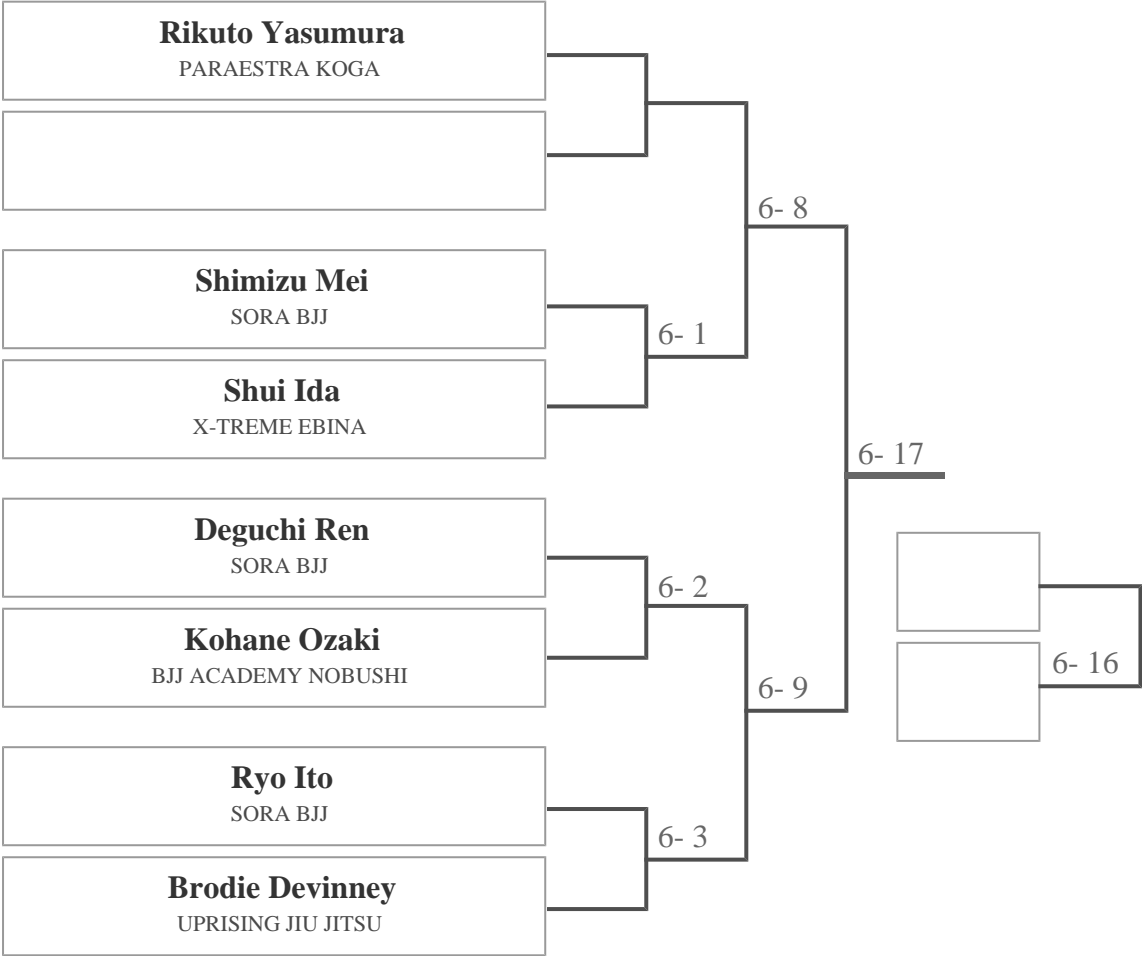 Rikuto Yasumura
PARAESTRA KOGA
6- 8
Shimizu Mei
SORA BJJ
6- 1
Shui Ida
X-TREME EBINA
6- 17
Deguchi Ren
SORA BJJ
6- 2
Kohane Ozaki
BJJ ACADEMY NOBUSHI
6- 16
6- 9
Ryo Ito
SORA BJJ
6- 3
Brodie Devinney
UPRISING JIU JITSU